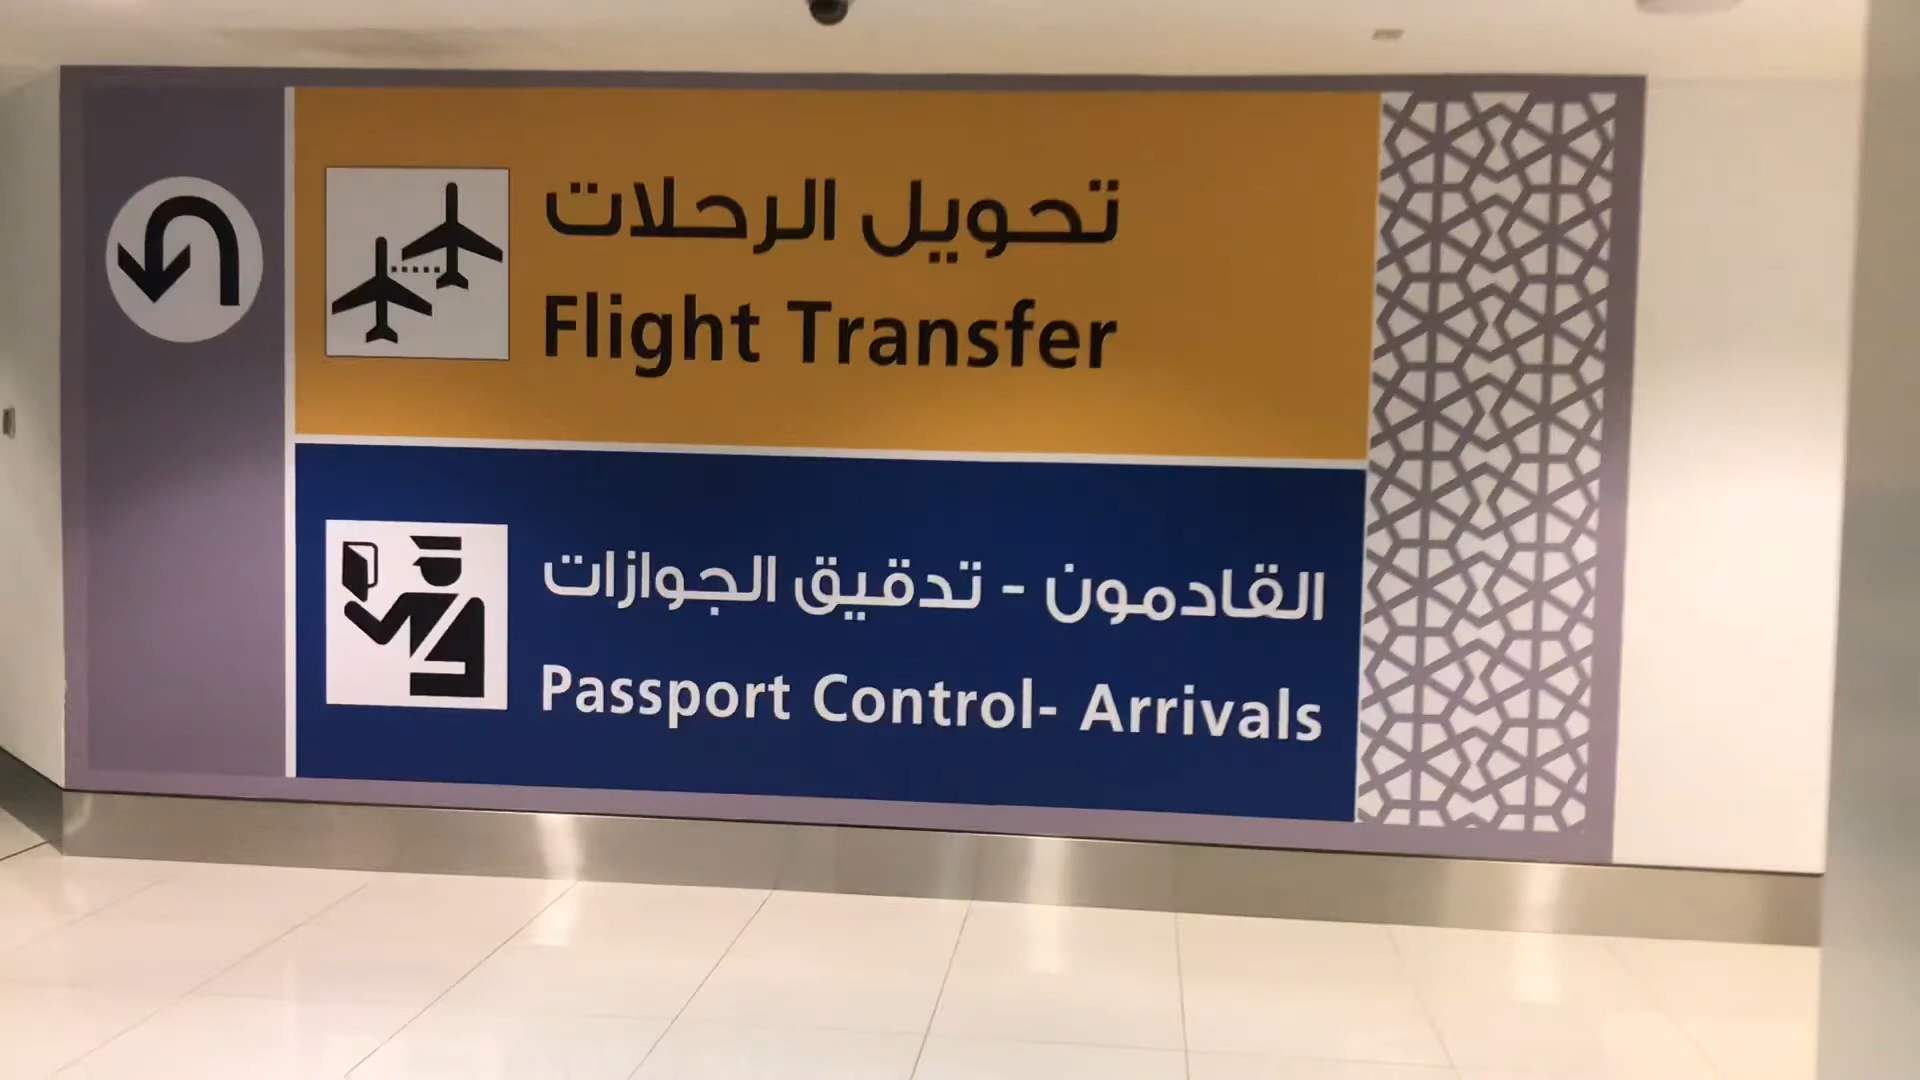 تحويل الرحلات
Flight Transfer
القادمون - تدقيق الجوازات
Passport Control- Arrivals